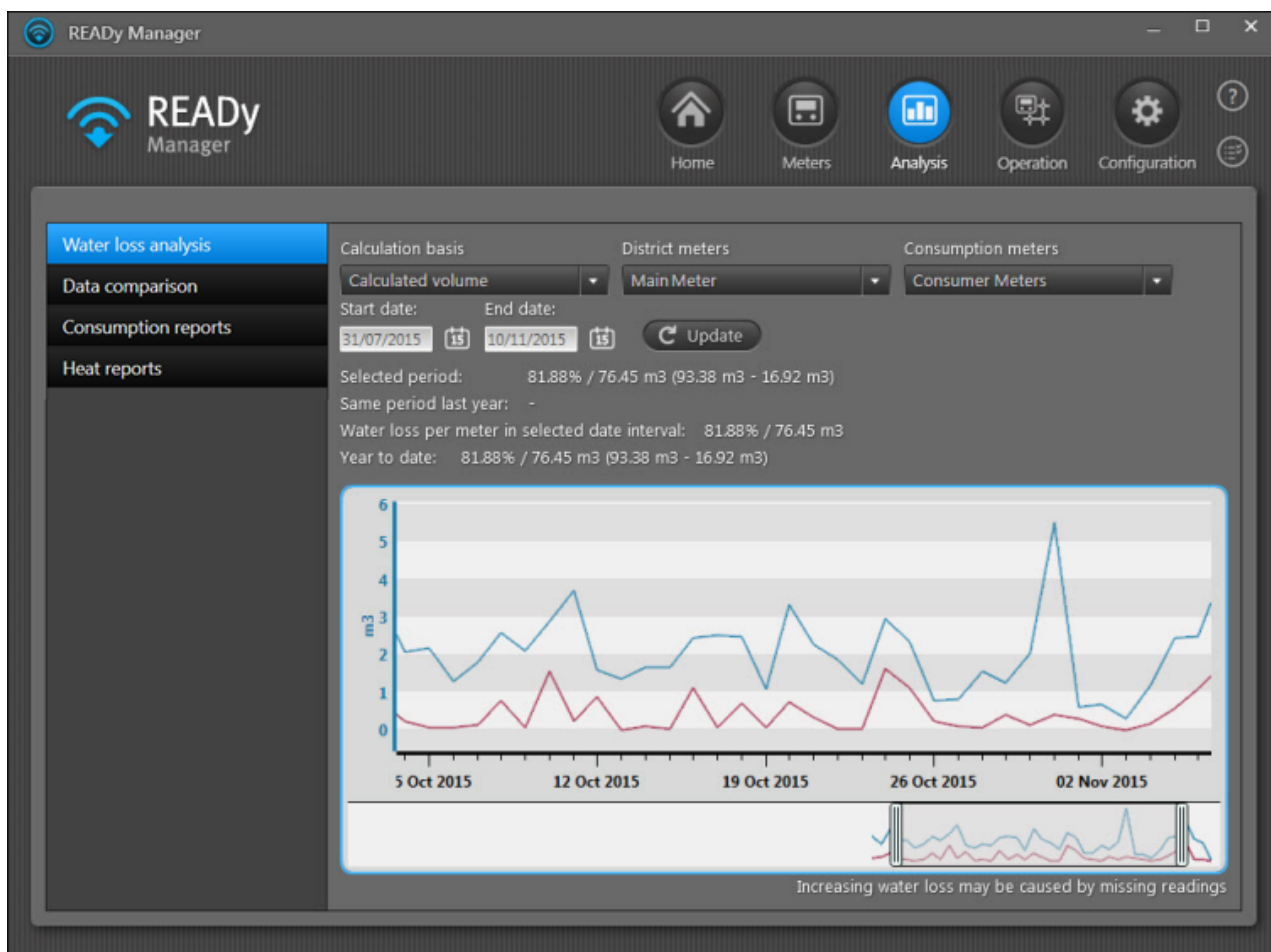 READy Manager
READy
Manager
Home Meters Analysis Operation Configuration
?
Water loss analysis
Data comparison
Consumption reports
Heat reports
Calculation basis District meters Consumption meters
Calculated volume Main Meter Consumer Meters
Start date: End date:
31/07/2015 15 10/11/2015 15 Update
Selected period: 81.88% / 76.45 m3 (93.38 m3 - 16.92 m3)
Same period last year: -
Water loss per meter in selected date interval: 81.88% / 76.45 m3
Year to date: 81.88% / 76.45 m3 (93.38 m3 - 16.92 m3)
6
5
4
3
2
1
0
m3
5 Oct 2015 12 Oct 2015 19 Oct 2015 26 Oct 2015 02 Nov 2015
Increasing water loss may be caused by missing readings